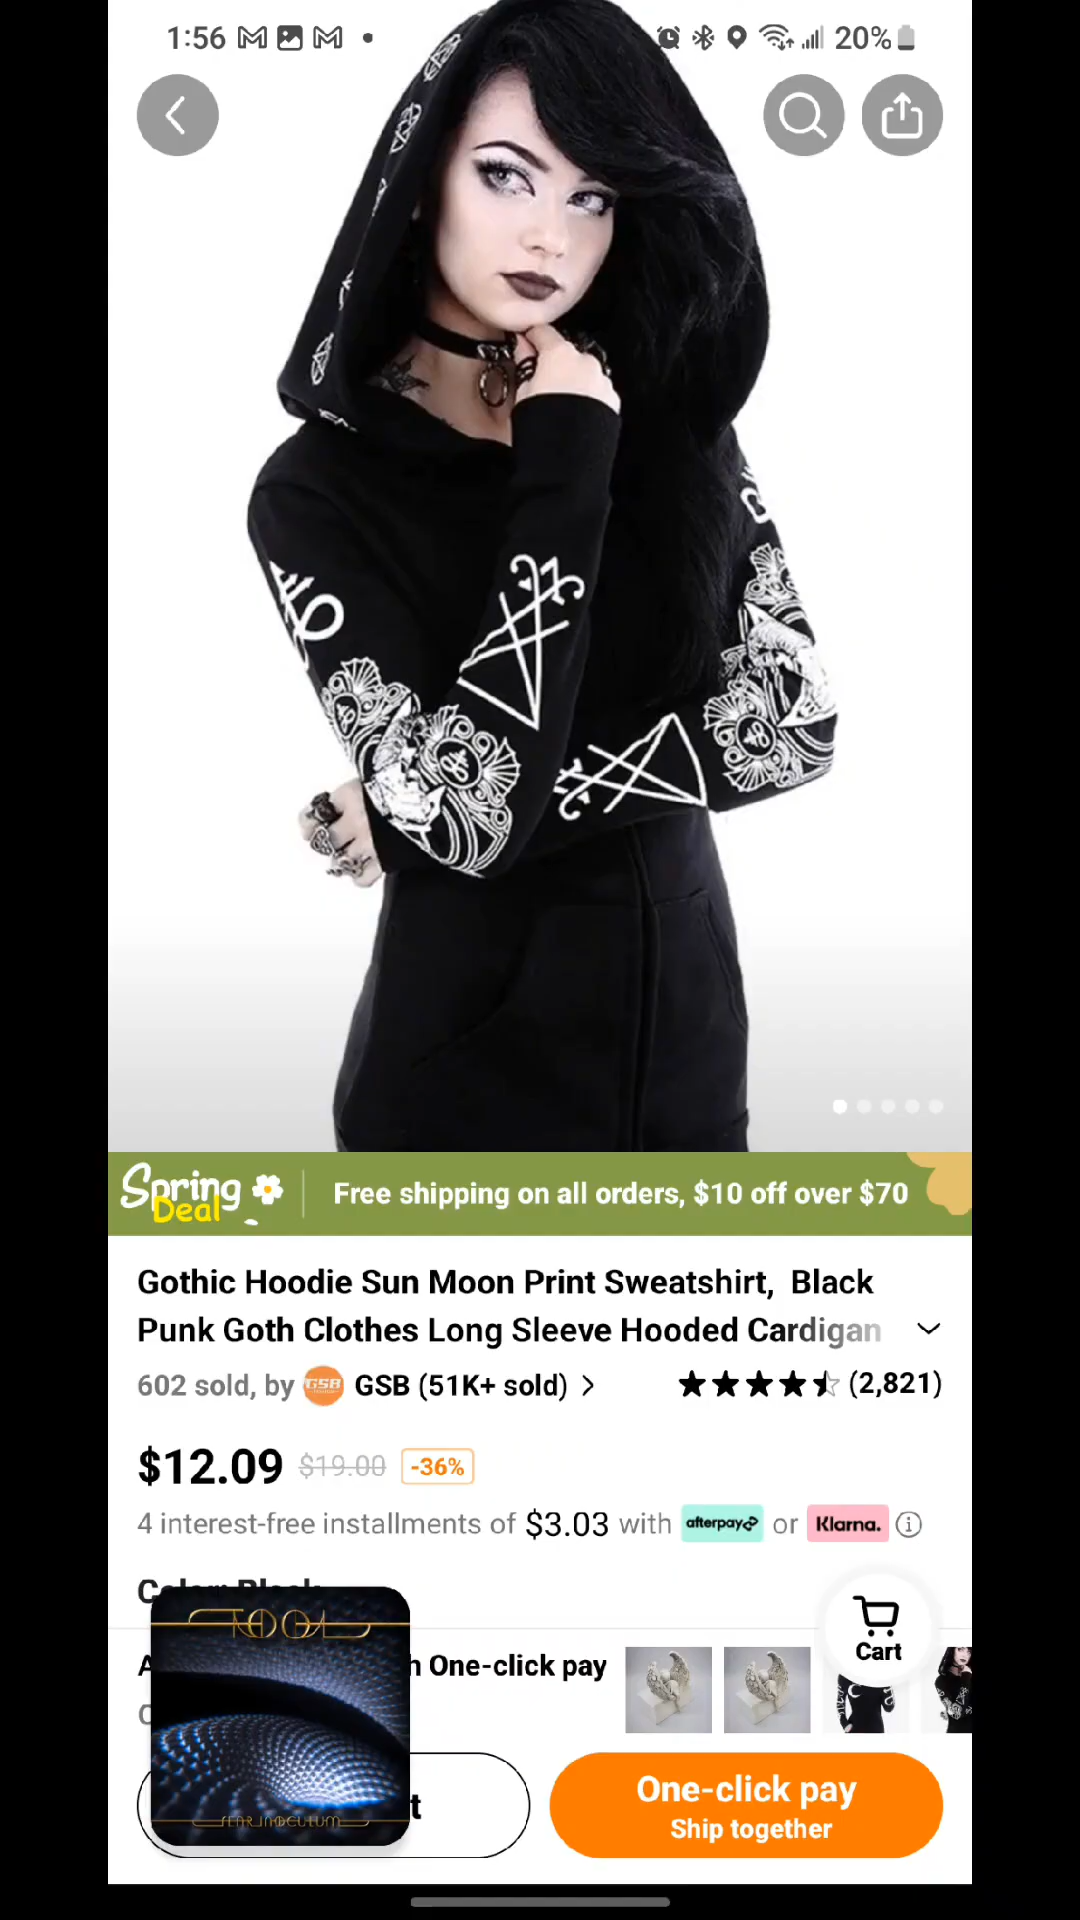 1:56
20%
Spring
Deal
Free shipping on all orders, $10 off over $70
Gothic Hoodie Sun Moon Print Sweatshirt, Black
Punk Goth Clothes Long Sleeve Hooded Cardigan
602 sold, by GSB GSB (51K+ sold)
(2,821)
$12.09 $19.00 -36%
4 interest-free installments of $3.03 with afterpay or Klarna.
Color: Black
One-click pay
Cart
TOOL
FEAR INOCULUM
One-click pay
Ship together